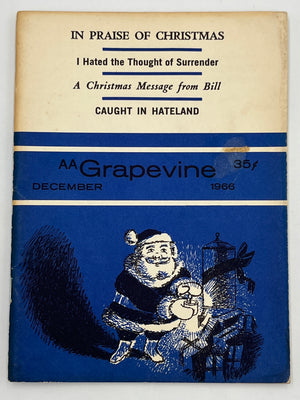 IN PRAISE OF CHRISTMAS
I Hated the Thought of Surrender
A Christmas Message from Bill
CAUGHT IN HATELAND
AA Grapevine 35¢
DECEMBER 1966